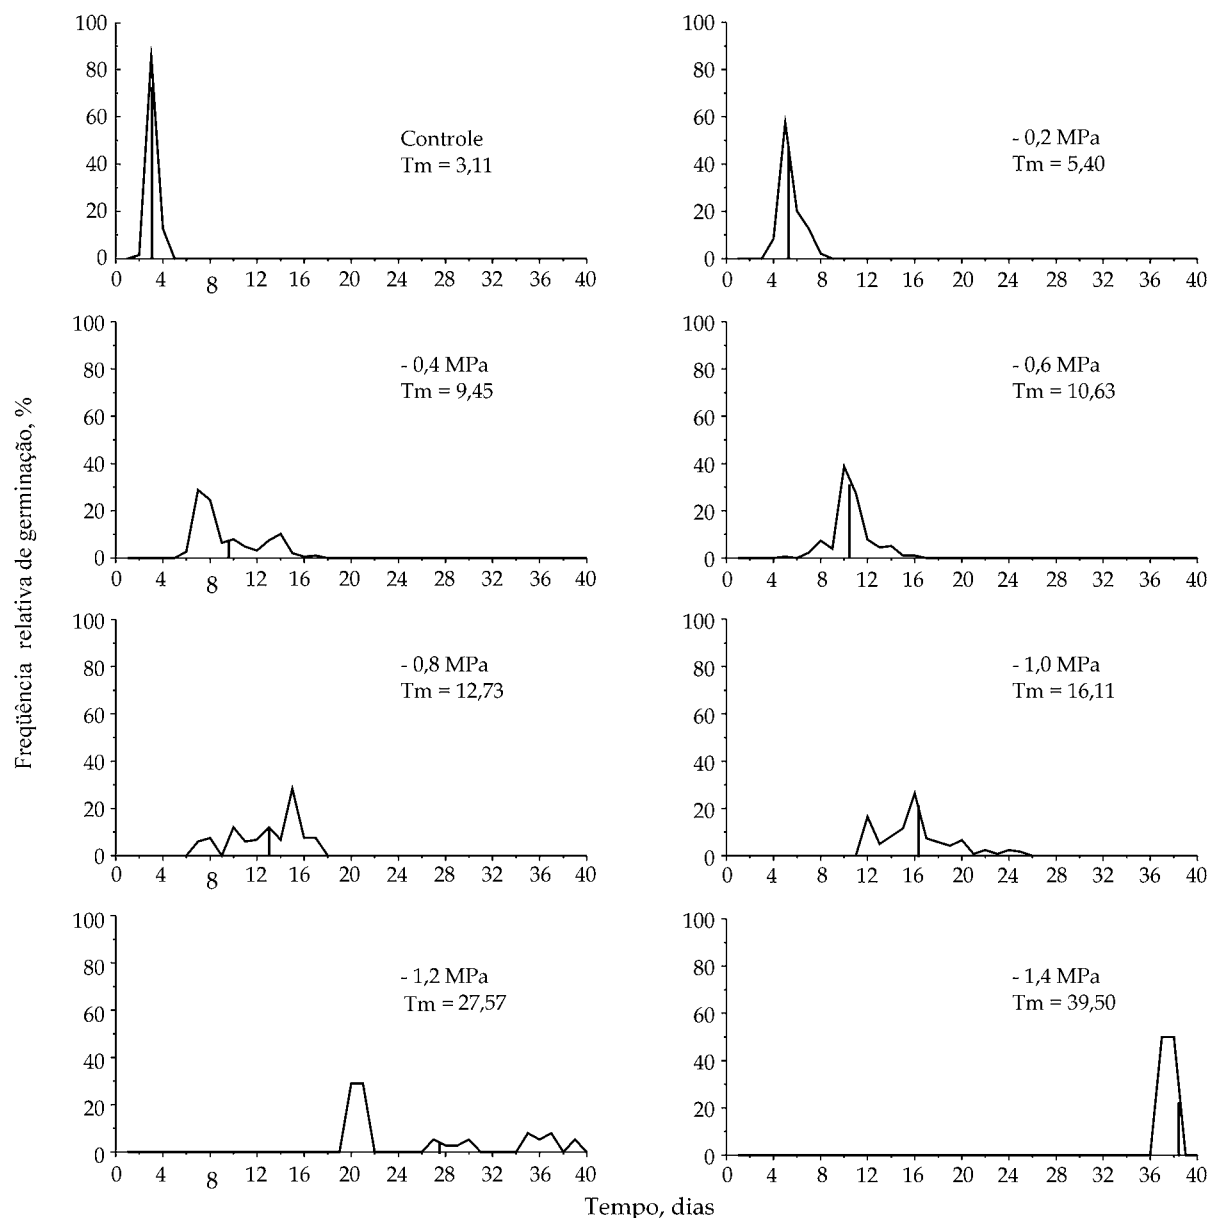 Freqüência relativa de germinação, %
100
80
60
40
20
0
0 4 8 12 16 20 24 28 32 36 40
Controle
Tm = 3,11
100
80
60
40
20
0
0 4 8 12 16 20 24 28 32 36 40
- 0,2 MPa
Tm = 5,40
100
80
60
40
20
0
0 4 8 12 16 20 24 28 32 36 40
- 0,4 MPa
Tm = 9,45
100
80
60
40
20
0
0 4 8 12 16 20 24 28 32 36 40
- 0,6 MPa
Tm = 10,63
100
80
60
40
20
0
0 4 8 12 16 20 24 28 32 36 40
- 0,8 MPa
Tm = 12,73
100
80
60
40
20
0
0 4 8 12 16 20 24 28 32 36 40
- 1,0 MPa
Tm = 16,11
100
80
60
40
20
0
0 4 8 12 16 20 24 28 32 36 40
- 1,2 MPa
Tm = 27,57
100
80
60
40
20
0
0 4 8 12 16 20 24 28 32 36 40
- 1,4 MPa
Tm = 39,50
Tempo, dias